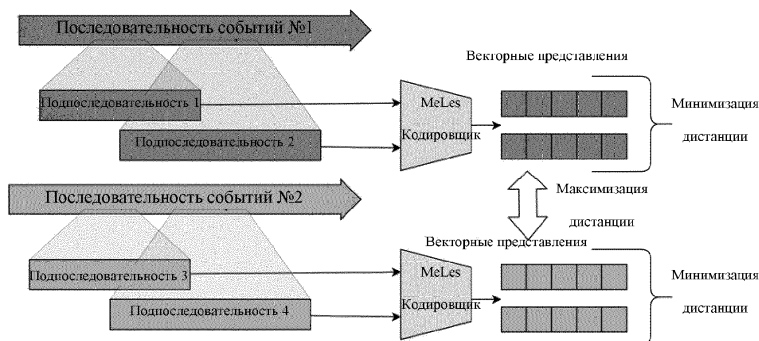 Последовательность событий №1
Векторные представления
Подпоследовательность 1
MeLes
Кодировщик
Минимизация
дистанции
Подпоследовательность 2
Последовательность событий №2
Максимизация
дистанции
Векторные представления
Подпоследовательность 3
MeLes
Кодировщик
Минимизация
дистанции
Подпоследовательность 4